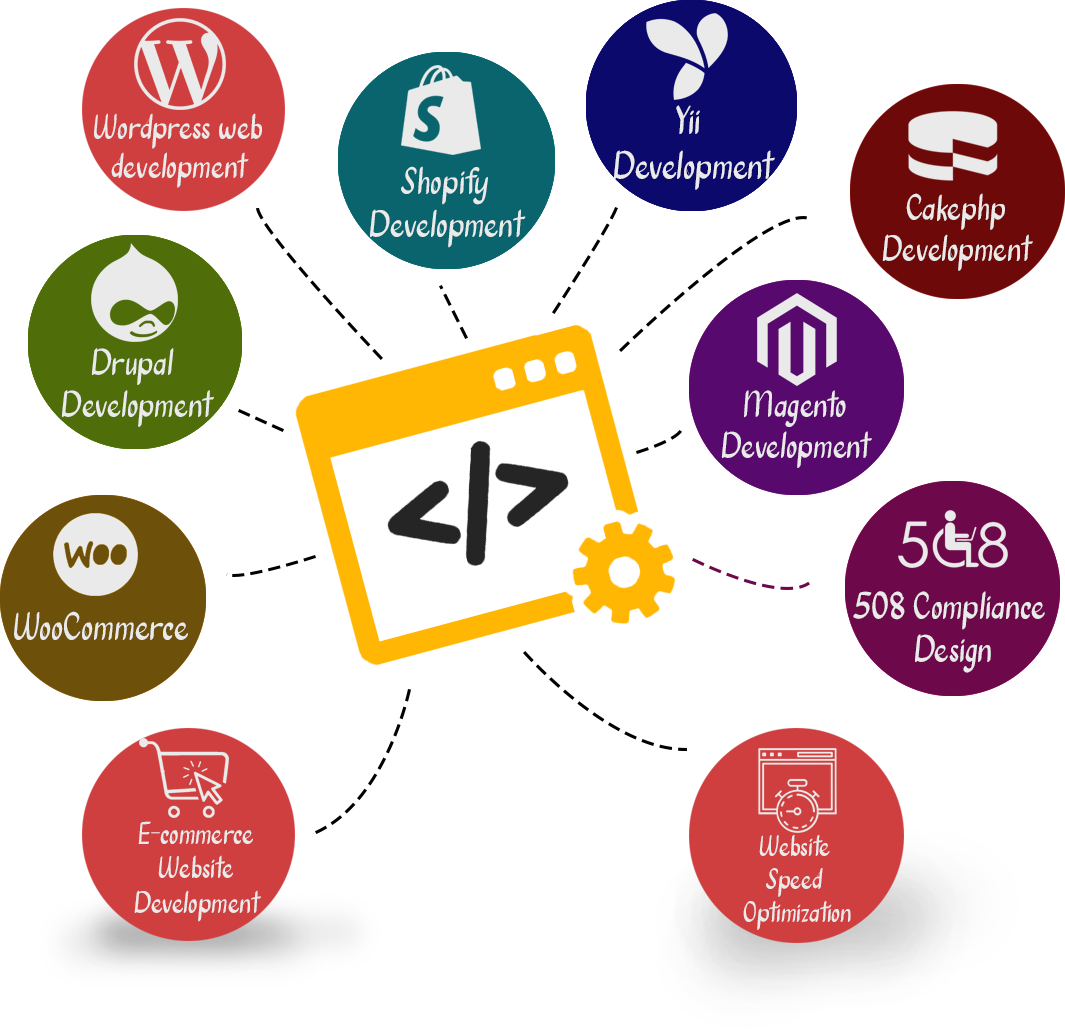 Wordpress web
development
Shopify
Development
Yii
Development
Cakephp
Development
Drupal
Development
Magento
Development
</>
Woo
WooCommerce
508
508 Compliance
Design
E-commerce
Website
Development
Website
Speed
Optimization